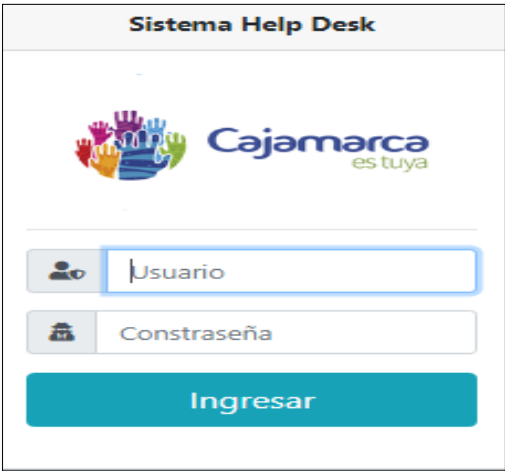 Sistema Help Desk
Cajamarca
es tuya
Usuario
Constraseña
Ingresar